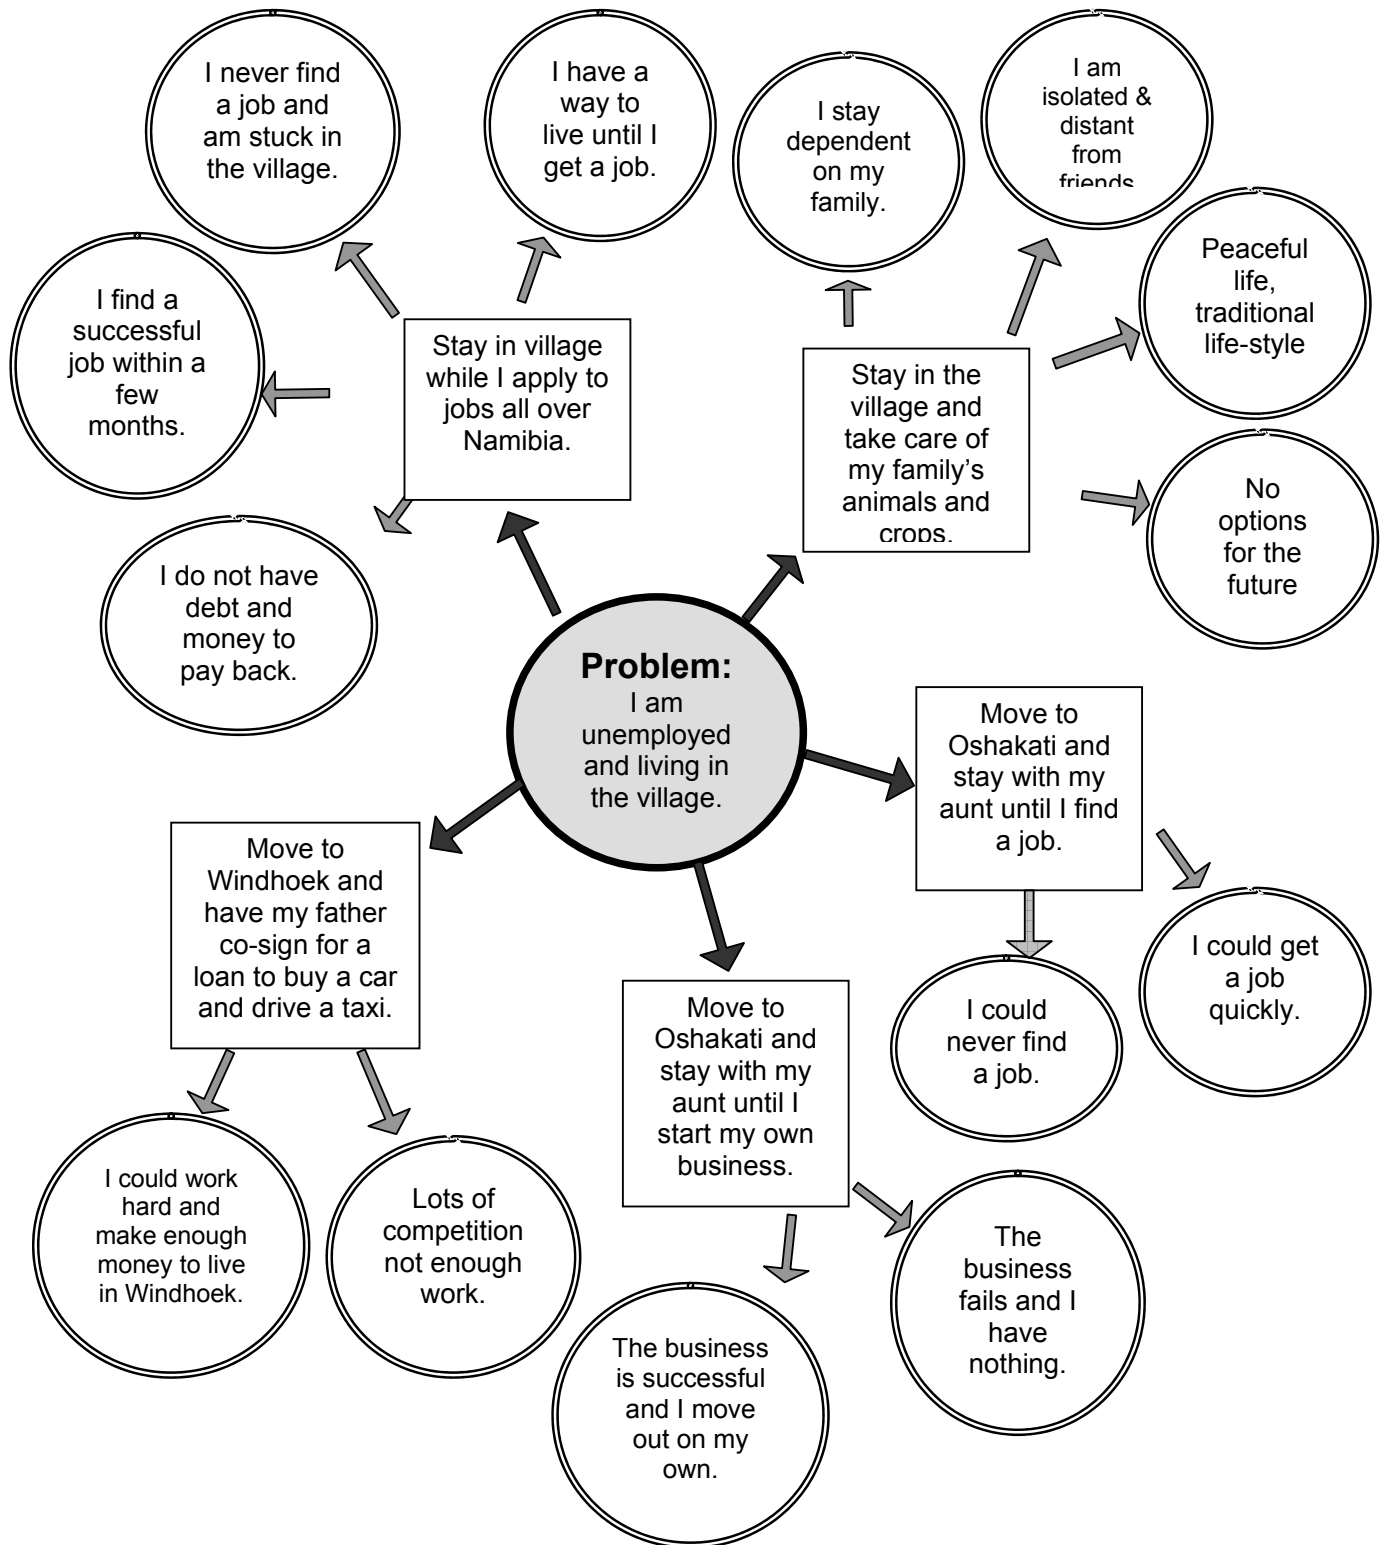 I never find
a job and
am stuck in
the village.
I have a
way to
live until I
get a job.
I stay
dependent
on my
family.
I am
isolated &
distant
from
friends
Peaceful
life,
traditional
life-style
I find a
successful
job within a
few
months.
Stay in village
while I apply to
jobs all over
Namibia.
Stay in the
village and
take care of
my family’s
animals and
crops.
No
options
for the
future
I do not have
debt and
money to
pay back.
Problem:
I am
unemployed
and living in
the village.
Move to
Oshakati and
stay with my
aunt until I find
a job.
Move to
Windhoek and
have my father
co-sign for a
loan to buy a car
and drive a taxi.
I could get
a job
quickly.
Move to
Oshakati and
stay with my
aunt until I
start my own
business.
I could
never find
a job.
I could work
hard and
make enough
money to live
in Windhoek.
Lots of
competition
not enough
work.
The
business
fails and I
have
nothing.
The business
is successful
and I move
out on my
own.